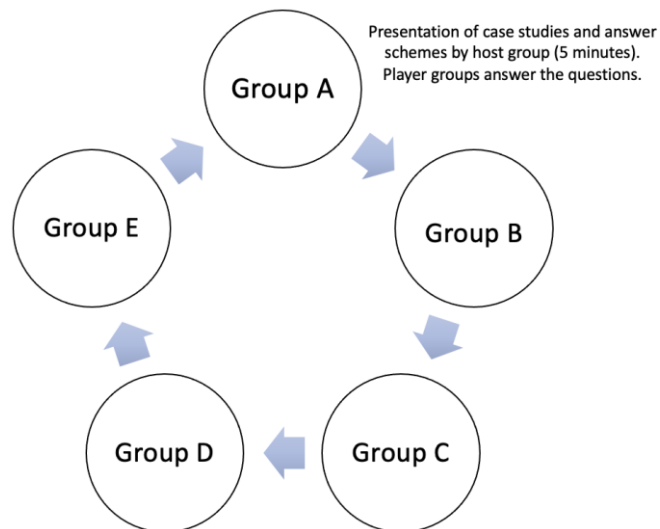 Presentation of case studies and answer
schemes by host group (5 minutes).
Player groups answer the questions.
Group A
Group B
Group C
Group D
Group E